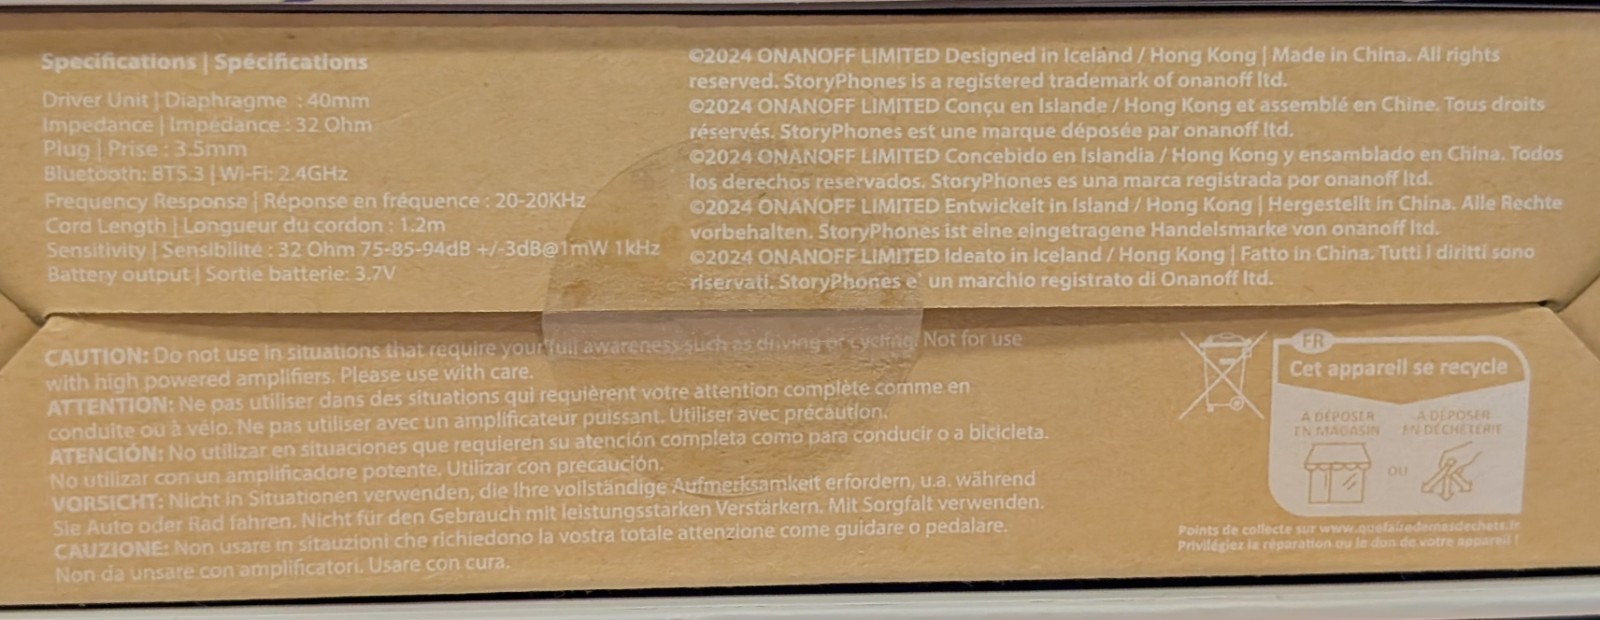 Specifications | Spécifications
Driver Unit | Diaphragme : 40mm
Impedance | Impédance : 32 Ohm
Plug | Prise : 3.5mm
Bluetooth: BT5.3 | Wi-Fi: 2.4GHz
Frequency Response | Réponse en fréquence : 20-20KHz
Cord Length | Longueur du cordon : 1.2m
Sensitivity | Sensibilité : 32 Ohm 75-85-94dB +/-3dB@1mW 1kHz
Battery output | Sortie batterie: 3.7V
©2024 ONANOFF LIMITED Designed in Iceland / Hong Kong | Made in China. All rights
reserved. StoryPhones is a registered trademark of onanoff ltd.
©2024 ONANOFF LIMITED Conçu en Islande / Hong Kong et assemblé en Chine. Tous droits
réservés. StoryPhones est une marque déposée par onanoff ltd.
©2024 ONANOFF LIMITED Concebido en Islandia / Hong Kong y ensamblado en China. Todos
los derechos reservados. StoryPhones es una marca registrada por onanoff ltd.
©2024 ONANOFF LIMITED Entwickelt in Island / Hong Kong | Hergestellt in China. Alle Rechte
vorbehalten. StoryPhones ist eine eingetragene Handelsmarke von onanoff ltd.
©2024 ONANOFF LIMITED Ideato in Iceland / Hong Kong | Fatto in China. Tutti i diritti sono
riservati. StoryPhones e' un marchio registrato di Onanoff ltd.
CAUTION: Do not use in situations that require your full awareness such as driving or cycling. Not for use
with high powered amplifiers. Please use with care.
ATTENTION: Ne pas utiliser dans des situations qui requièrent votre attention complète comme en
conduite ou à vélo. Ne pas utiliser avec un amplificateur puissant. Utiliser avec précaution.
ATENCIÓN: No utilizar en situaciones que requieren su atención completa como para conducir o a bicicleta.
No utilizar con un amplificadore potente. Utilizar con precaución.
VORSICHT: Nicht in Situationen verwenden, die Ihre vollständige Aufmerksamkeit erfordern, u.a. während
Sie Auto oder Rad fahren. Nicht für den Gebrauch mit leistungsstarken Verstärkern. Mit Sorgfalt verwenden.
CAUZIONE: Non usare in sitauzioni che richiedono la vostra totale attenzione come guidare o pedalare.
Non da unsare con amplificatori. Usare con cura.
FR
Cet appareil se recycle
À DÉPOSER
EN MAGASIN
À DÉPOSER
EN DÉCHÈTERIE
OU
Points de collecte sur www.quefairedemesdechets.fr
Privilégiez la réparation ou le don de votre appareil !